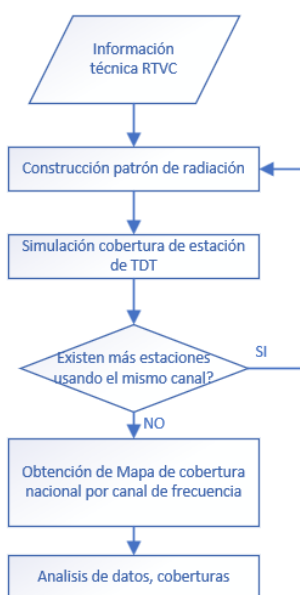 Información
técnica RTVC
Construcción patrón de radiación
Simulación cobertura de estación
de TDT
Existen más estaciones
usando el mismo canal?
SI
NO
Obtención de Mapa de cobertura
nacional por canal de frecuencia
Analisis de datos, coberturas